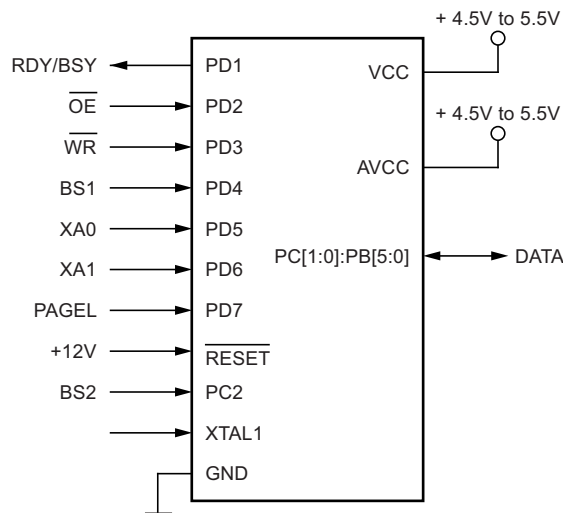 + 4.5V to 5.5V
RDY/BSY PD1 VCC
OE PD2
+ 4.5V to 5.5V
WR PD3
BS1 PD4 AVCC
XA0 PD5
PC[1:0]:PB[5:0] DATA
XA1 PD6
PAGEL PD7
+12V RESET
BS2 PC2
XTAL1
GND